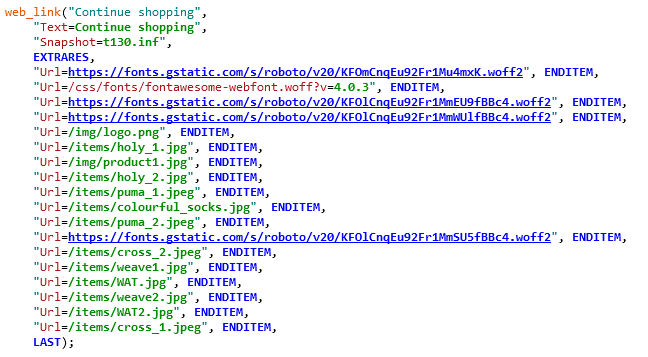 web_link("Continue shopping",
"Text=Continue shopping",
"Snapshot=t130.inf",
EXTRARES,
"Url=https://fonts.gstatic.com/s/roboto/v20/KFOmCnqEu92Fr1Mu4mxK.woff2", ENDITEM,
"Url=/css/fonts/fontawesome-webfont.woff?v=4.0.3", ENDITEM,
"Url=https://fonts.gstatic.com/s/roboto/v20/KFOlCnqEu92Fr1MmEU9fBBc4.woff2", ENDITEM,
"Url=https://fonts.gstatic.com/s/roboto/v20/KFOlCnqEu92Fr1MmWUlfBBc4.woff2", ENDITEM,
"Url=/img/logo.png", ENDITEM,
"Url=/items/holy_1.jpg", ENDITEM,
"Url=/img/product1.jpg", ENDITEM,
"Url=/items/holy_2.jpg", ENDITEM,
"Url=/items/puma_1.jpeg", ENDITEM,
"Url=/items/colourful_socks.jpg", ENDITEM,
"Url=/items/puma_2.jpeg", ENDITEM,
"Url=https://fonts.gstatic.com/s/roboto/v20/KFOlCnqEu92Fr1MmSU5fBBc4.woff2", ENDITEM,
"Url=/items/cross_2.jpeg", ENDITEM,
"Url=/items/weave1.jpg", ENDITEM,
"Url=/items/WAT.jpg", ENDITEM,
"Url=/items/weave2.jpg", ENDITEM,
"Url=/items/WAT2.jpg", ENDITEM,
"Url=/items/cross_1.jpeg", ENDITEM,
LAST);